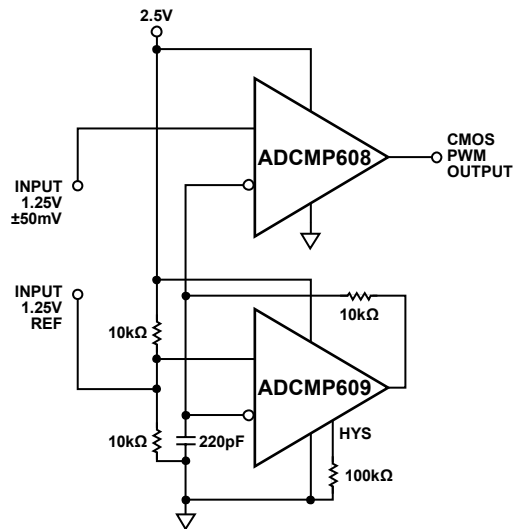 2.5V
ADCMP608
CMOS
PWM
OUTPUT
INPUT
1.25V
±50mV
INPUT
1.25V
REF
10kΩ
10kΩ
ADCMP609
10kΩ
220pF
HYS
100kΩ